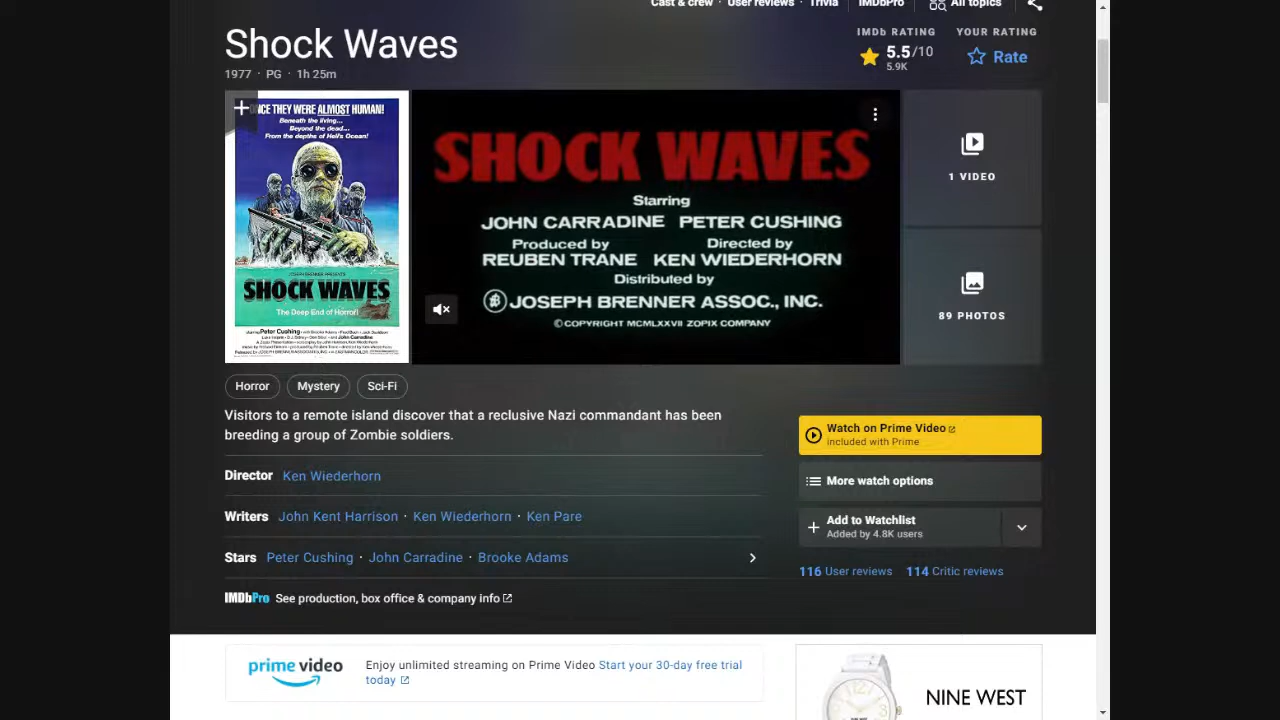 Cast & crew · User reviews · Trivia IMDbPro All topics
Shock Waves
1977 · PG · 1h 25m
IMDb RATING
5.5/10
5.9K
YOUR RATING
Rate
NCE THEY WERE ALMOST HUMAN!
Beneath the living...
Beyond the dead...
From the depths of Hell's Ocean!
JOSEPH BRENNER PRESENTS
SHOCK WAVES
The Deep End of Horror!
SHOCK WAVES
Starring
JOHN CARRADINE PETER CUSHING
Produced by Directed by
REUBEN TRANE KEN WIEDERHORN
Distributed by
JOSEPH BRENNER ASSOC., INC.
©COPYRIGHT MCMLXXVII ZOPIX COMPANY
1 VIDEO
89 PHOTOS
Horror Mystery Sci-Fi
Visitors to a remote island discover that a reclusive Nazi commandant has been
breeding a group of Zombie soldiers.
Director Ken Wiederhorn
Writers John Kent Harrison · Ken Wiederhorn · Ken Pare
Stars Peter Cushing · John Carradine · Brooke Adams
IMDbPro See production, box office & company info
Watch on Prime Video
included with Prime
More watch options
Add to Watchlist
Added by 4.8K users
116 User reviews 114 Critic reviews
prime video
Enjoy unlimited streaming on Prime Video Start your 30-day free trial
today
NINE WEST